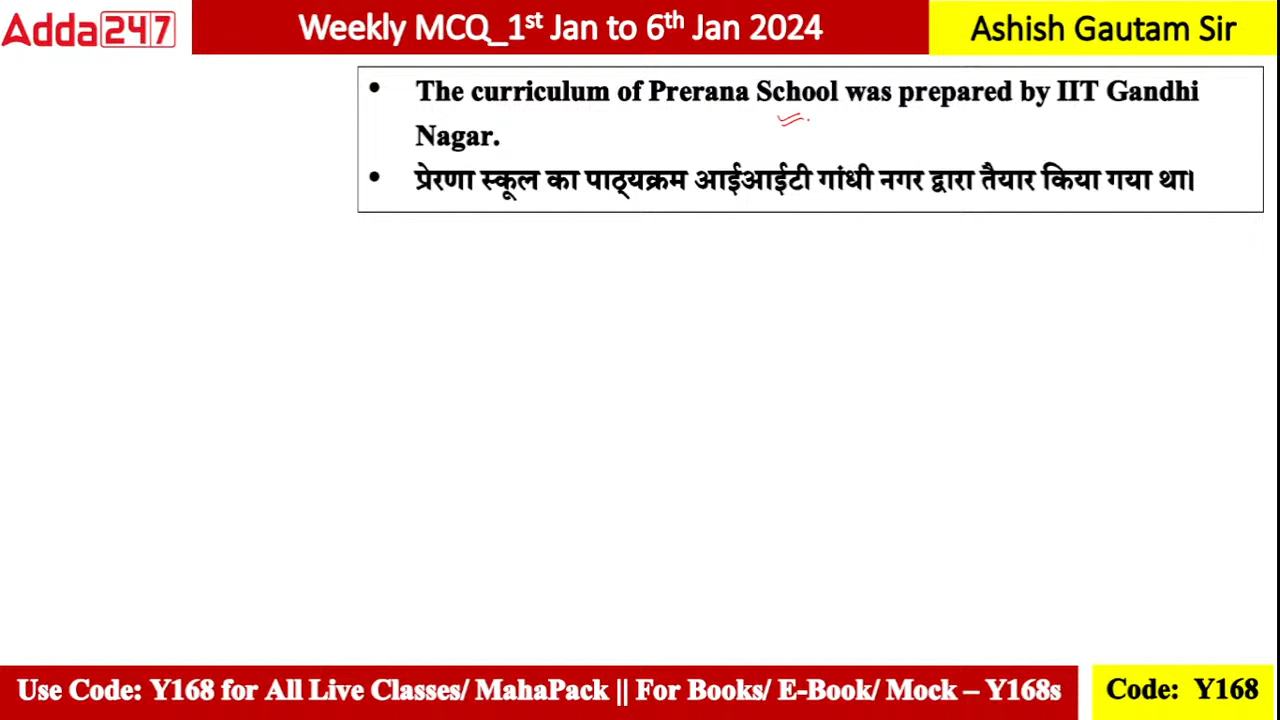 Adda247
Weekly MCQ_1st Jan to 6th Jan 2024
Ashish Gautam Sir
• The curriculum of Prerana School was prepared by IIT Gandhi
Nagar.
• प्रेरणा स्कूल का पाठ्यक्रम आईआईटी गांधी नगर द्वारा तैयार किया गया था।
Use Code: Y168 for All Live Classes/ MahaPack || For Books/ E-Book/ Mock – Y168s
Code: Y168